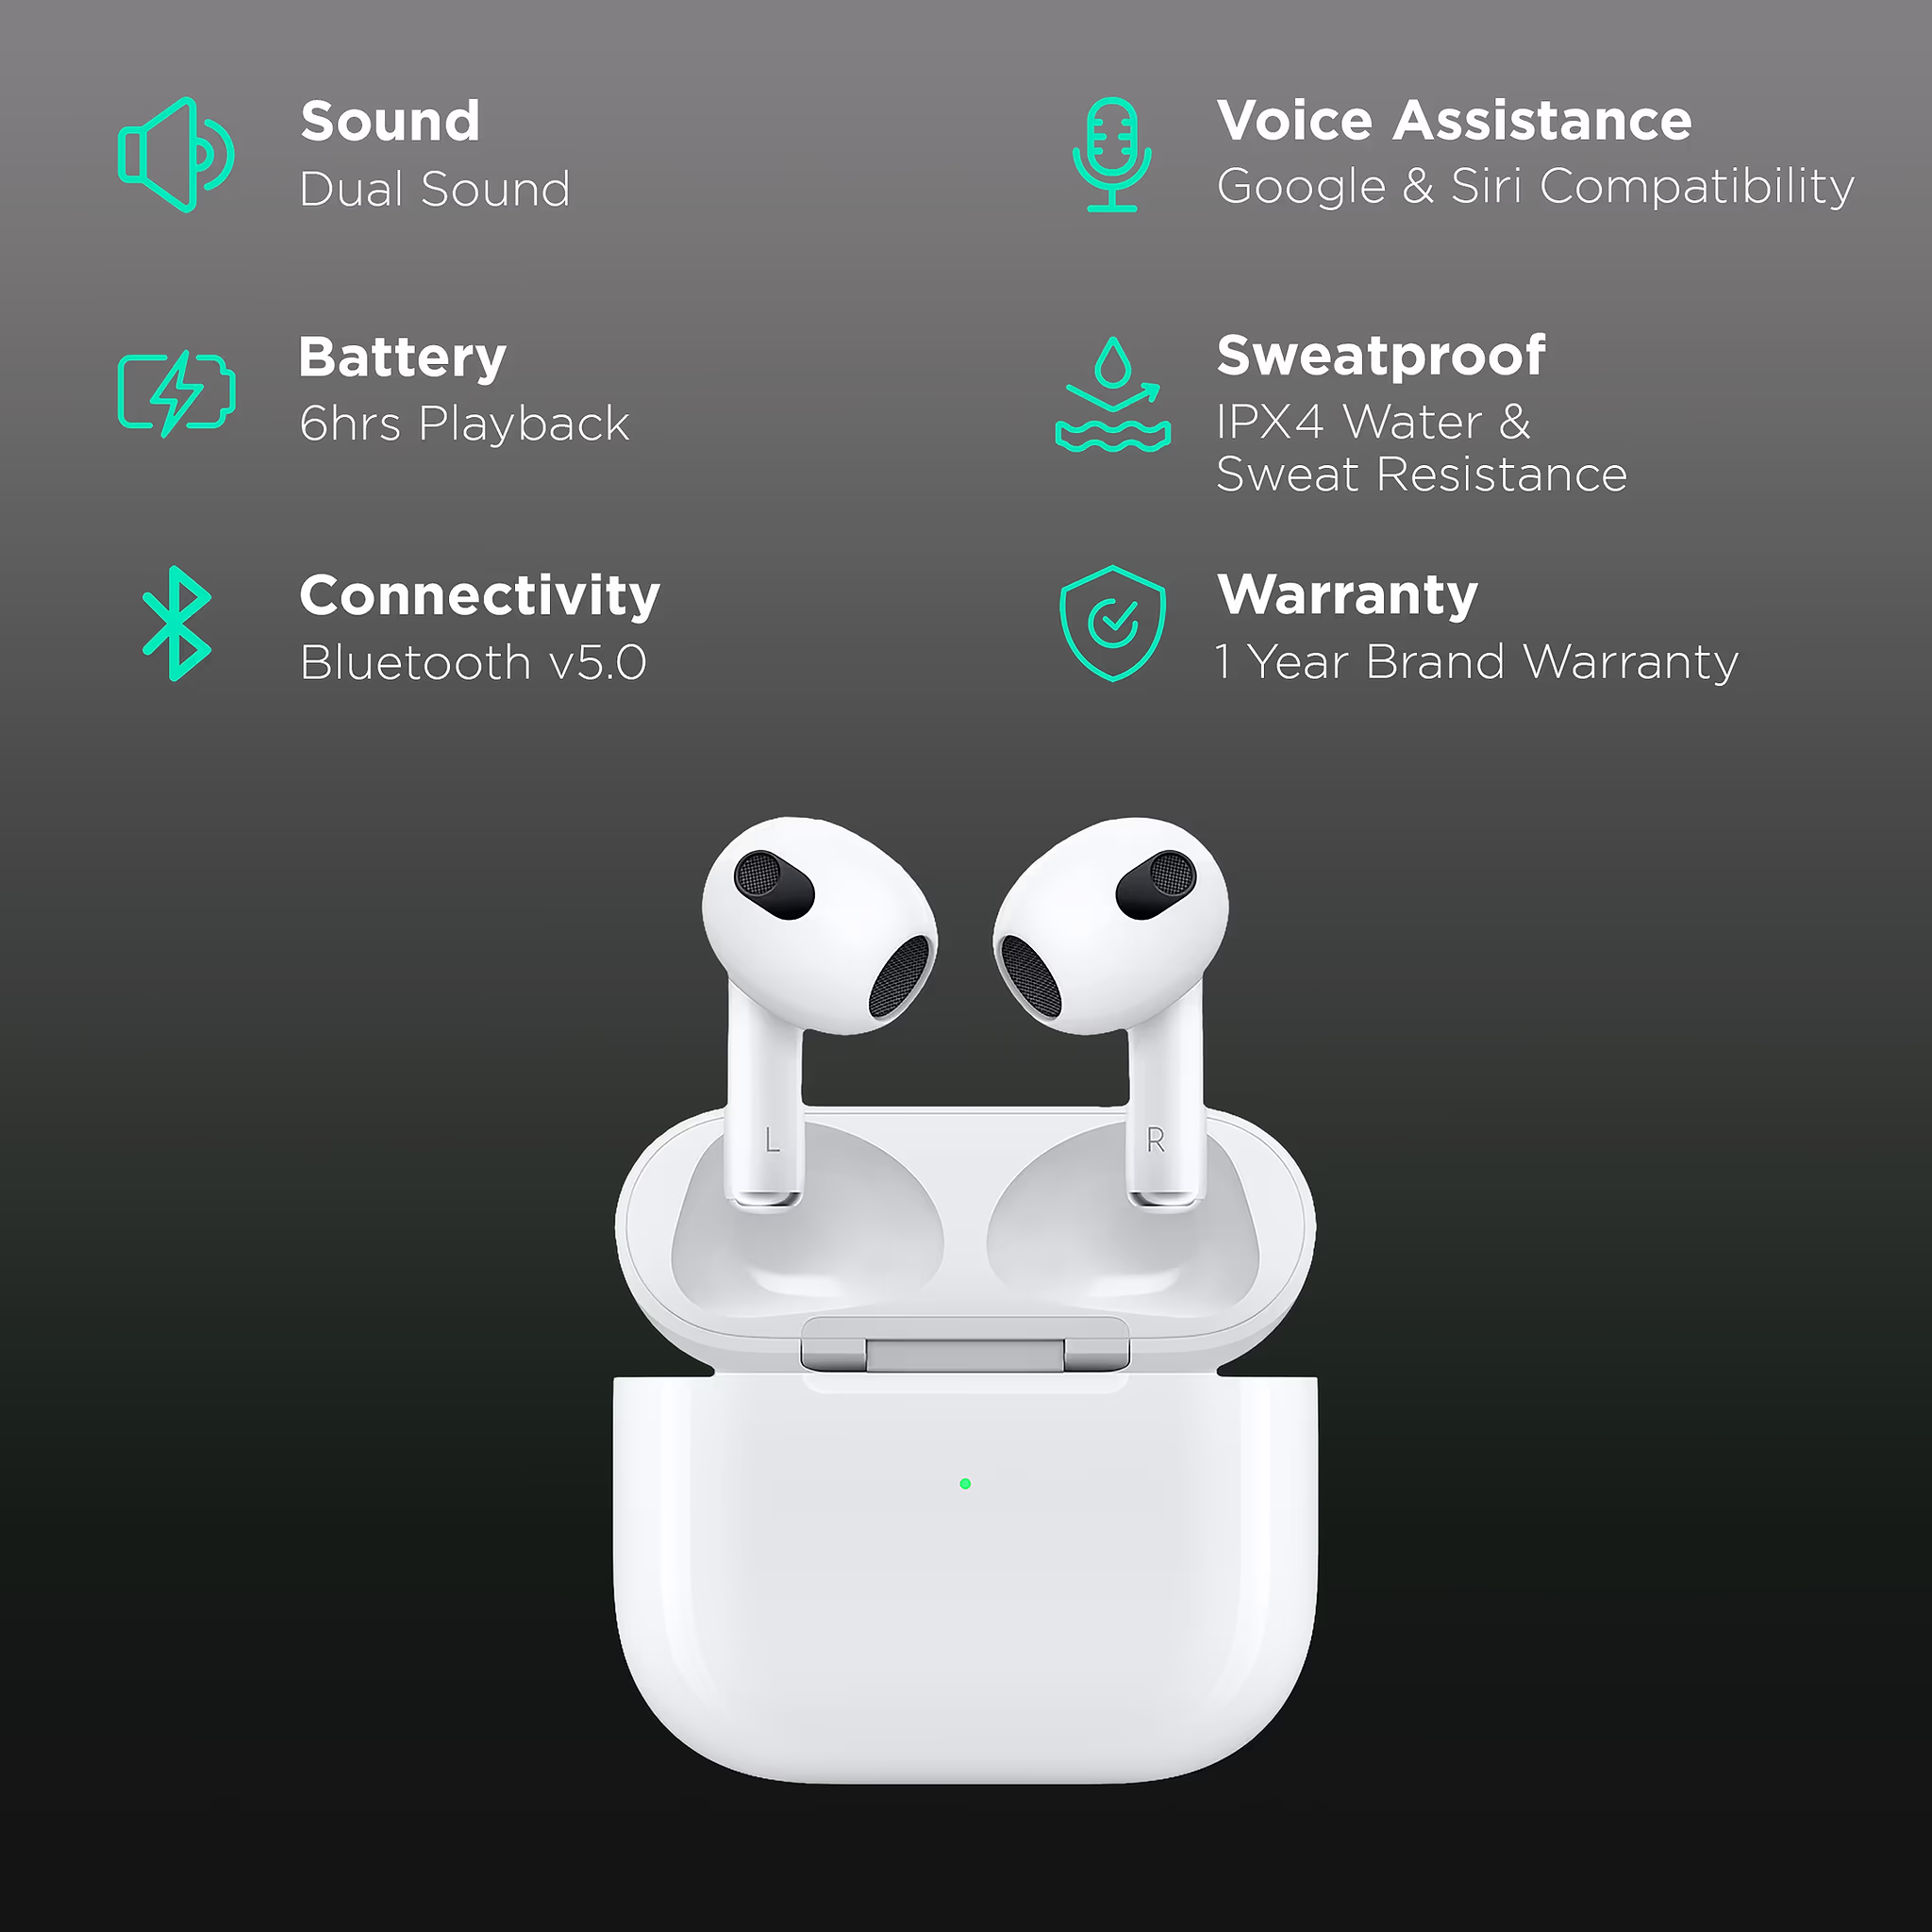 Sound
Dual Sound
Voice Assistance
Google & Siri Compatibility
Battery
6hrs Playback
Sweatproof
IPX4 Water &
Sweat Resistance
Connectivity
Bluetooth v5.0
Warranty
1 Year Brand Warranty
L
R